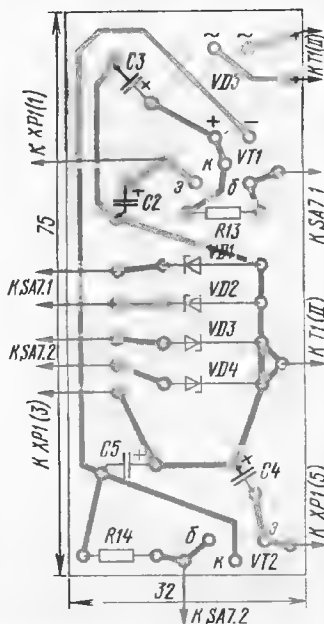 C3
~ ~
+
VD5
К Т1(II)
К ХР1(1)
+ −
к VT1
э б
+
C2
R13
К SA7.1
75
VD1
К SA7.1
VD2
VD3
К SA7.2
VD4
К Т1(II)
К ХР1(3)
C5 +
+
C4
К ХР1(5)
R14
б
к VT2
э
32
К SA7.2